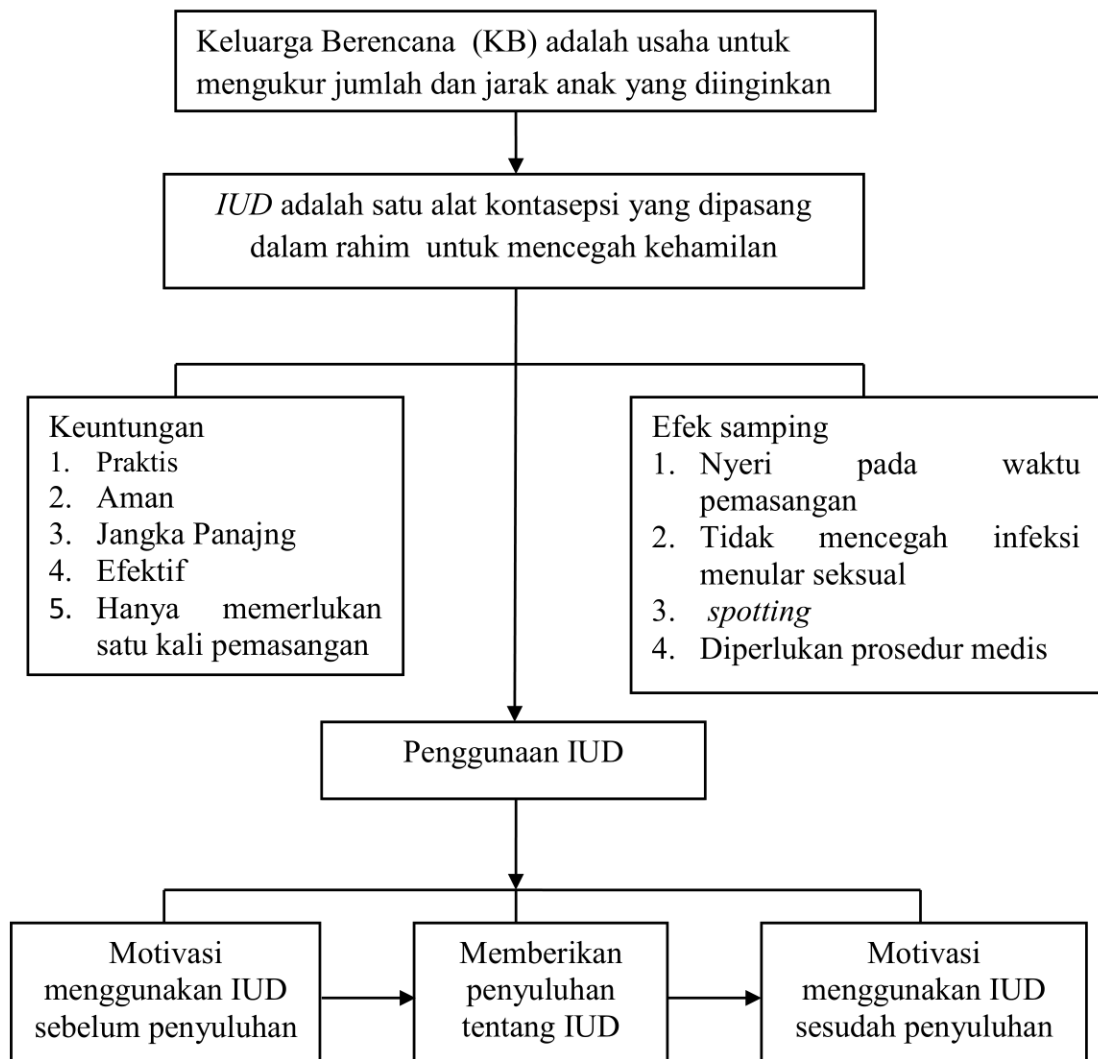 Keluarga Berencana (KB) adalah usaha untuk
mengukur jumlah dan jarak anak yang diinginkan
IUD adalah satu alat kontasepsi yang dipasang
dalam rahim untuk mencegah kehamilan
Keuntungan
1. Praktis
2. Aman
3. Jangka Panajng
4. Efektif
5. Hanya memerlukan
satu kali pemasangan
Efek samping
1. Nyeri pada waktu
pemasangan
2. Tidak mencegah infeksi
menular seksual
3. spotting
4. Diperlukan prosedur medis
Penggunaan IUD
Motivasi
menggunakan IUD
sebelum penyuluhan
Memberikan
penyuluhan
tentang IUD
Motivasi
menggunakan IUD
sesudah penyuluhan